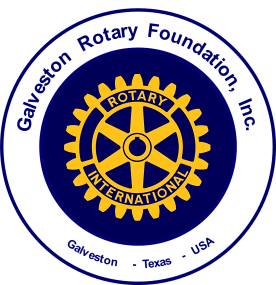 Galveston Rotary Foundation, Inc.
ROTARY
INTERNATIONAL
Galveston - Texas - USA